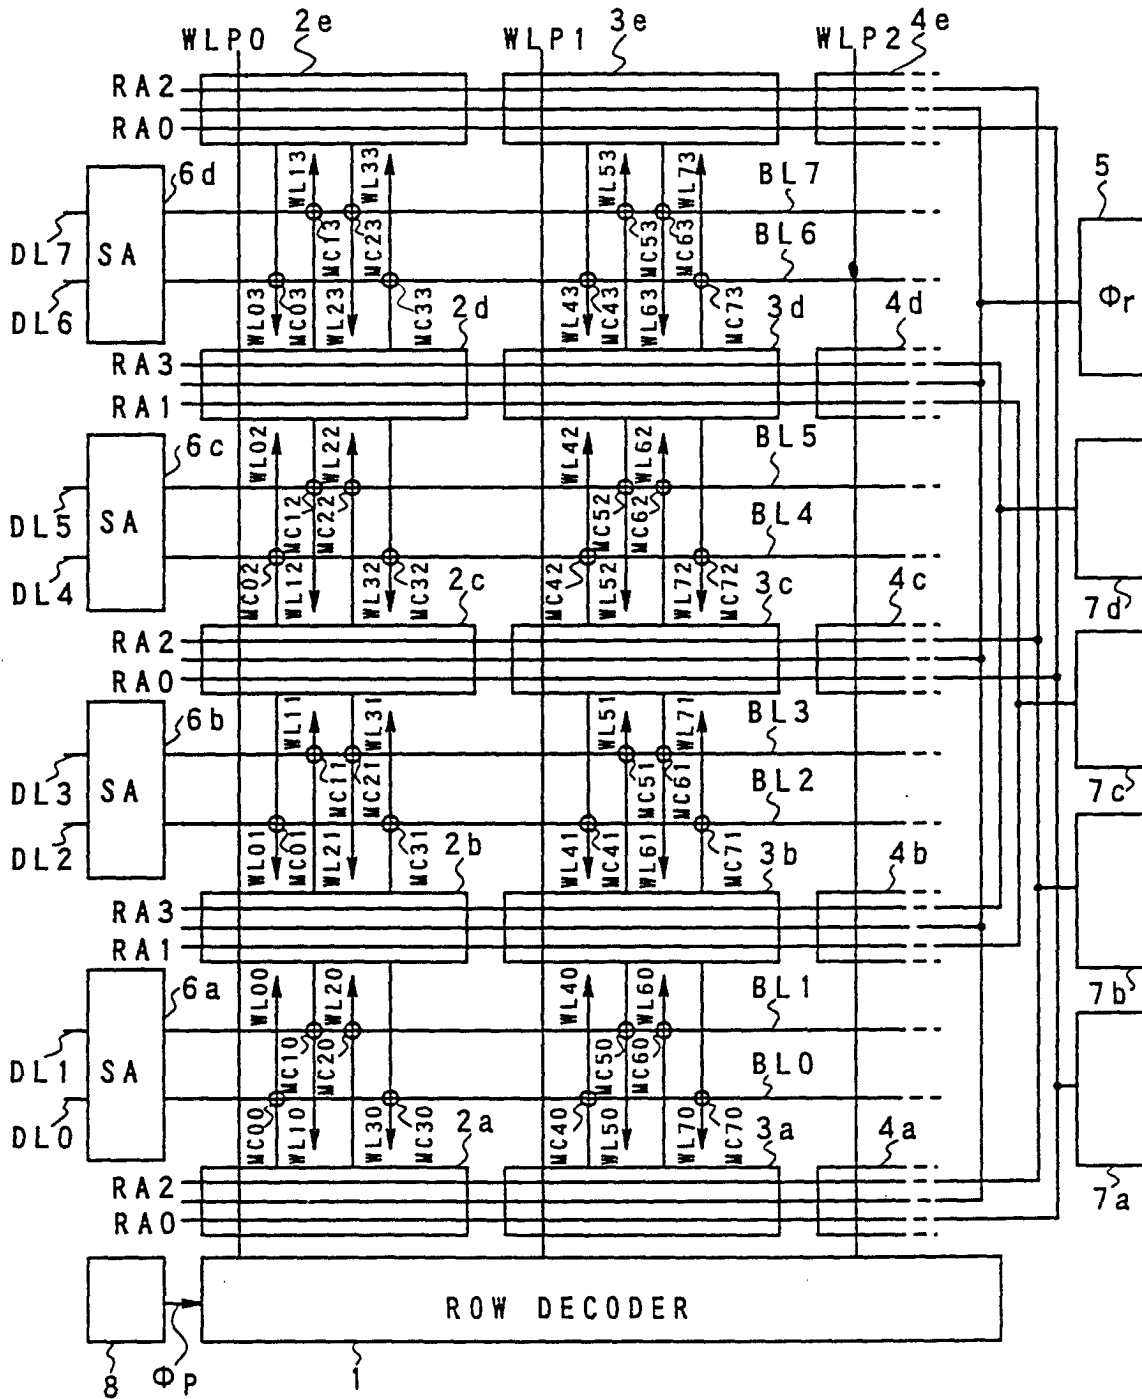 WLP0 2e WLP1 3e WLP2 4e
RA2
RA0
WL13 WL33 WL53 WL73
6d BL7 5
DL7 SA MC13 MC23 MC53 MC63 BL6
DL6 WL03 MC03 WL23 MC33 2d WL43 MC43 WL63 MC73 3d 4d Φr
RA3
RA1
6c WL02 WL22 WL42 WL62 BL5
DL5 SA MC12 MC22 MC52 MC62 BL4
DL4 MC02 WL12 WL32 MC32 2c MC42 WL52 WL72 MC72 3c 4c 7d
RA2
RA0
6b WL11 WL31 WL51 WL71 BL3
DL3 SA MC11 MC21 MC51 MC61 BL2 7c
DL2 WL01 MC01 WL21 MC31 2b WL41 MC41 WL61 MC71 3b 4b
RA3
RA1
6a WL00 WL20 WL40 WL60 BL1 7b
DL1 SA MC10 MC20 MC50 MC60 BL0
DL0 MC00 WL10 WL30 MC30 2a MC40 WL50 WL70 MC70 3a 4a
RA2 7a
RA0
ROW DECODER
8 ΦP 1